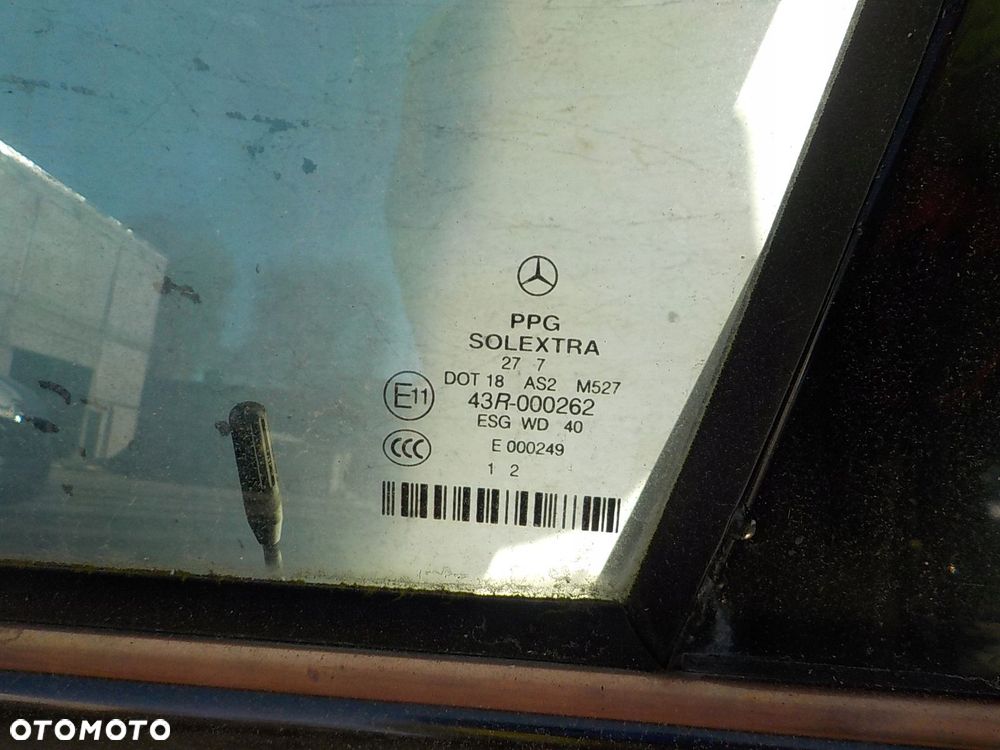 PPG
SOLEXTRA
27 7
DOT 18 AS2 M527
E11 43R-000262
ESG WD 40
CCC E 000249
1 2
OTOMOTO